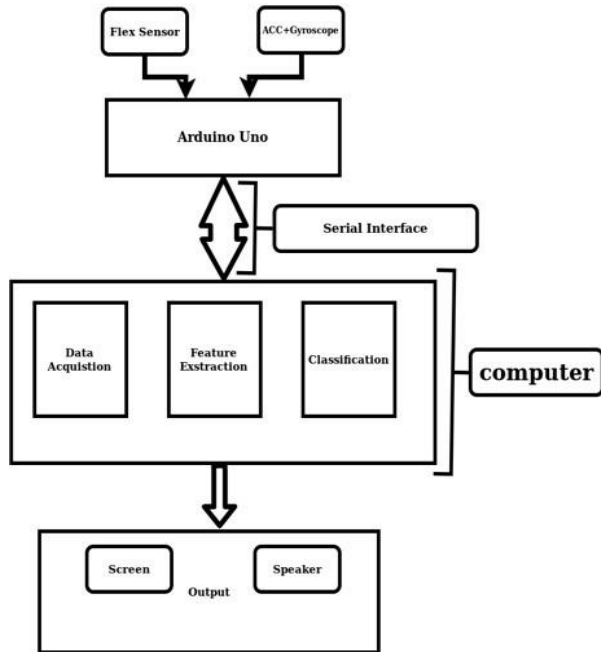 Flex Sensor
ACC+Gyroscope
Arduino Uno
Serial Interface
Data
Acquistion
Feature
Exstraction
Classification
computer
Screen
Speaker
Output